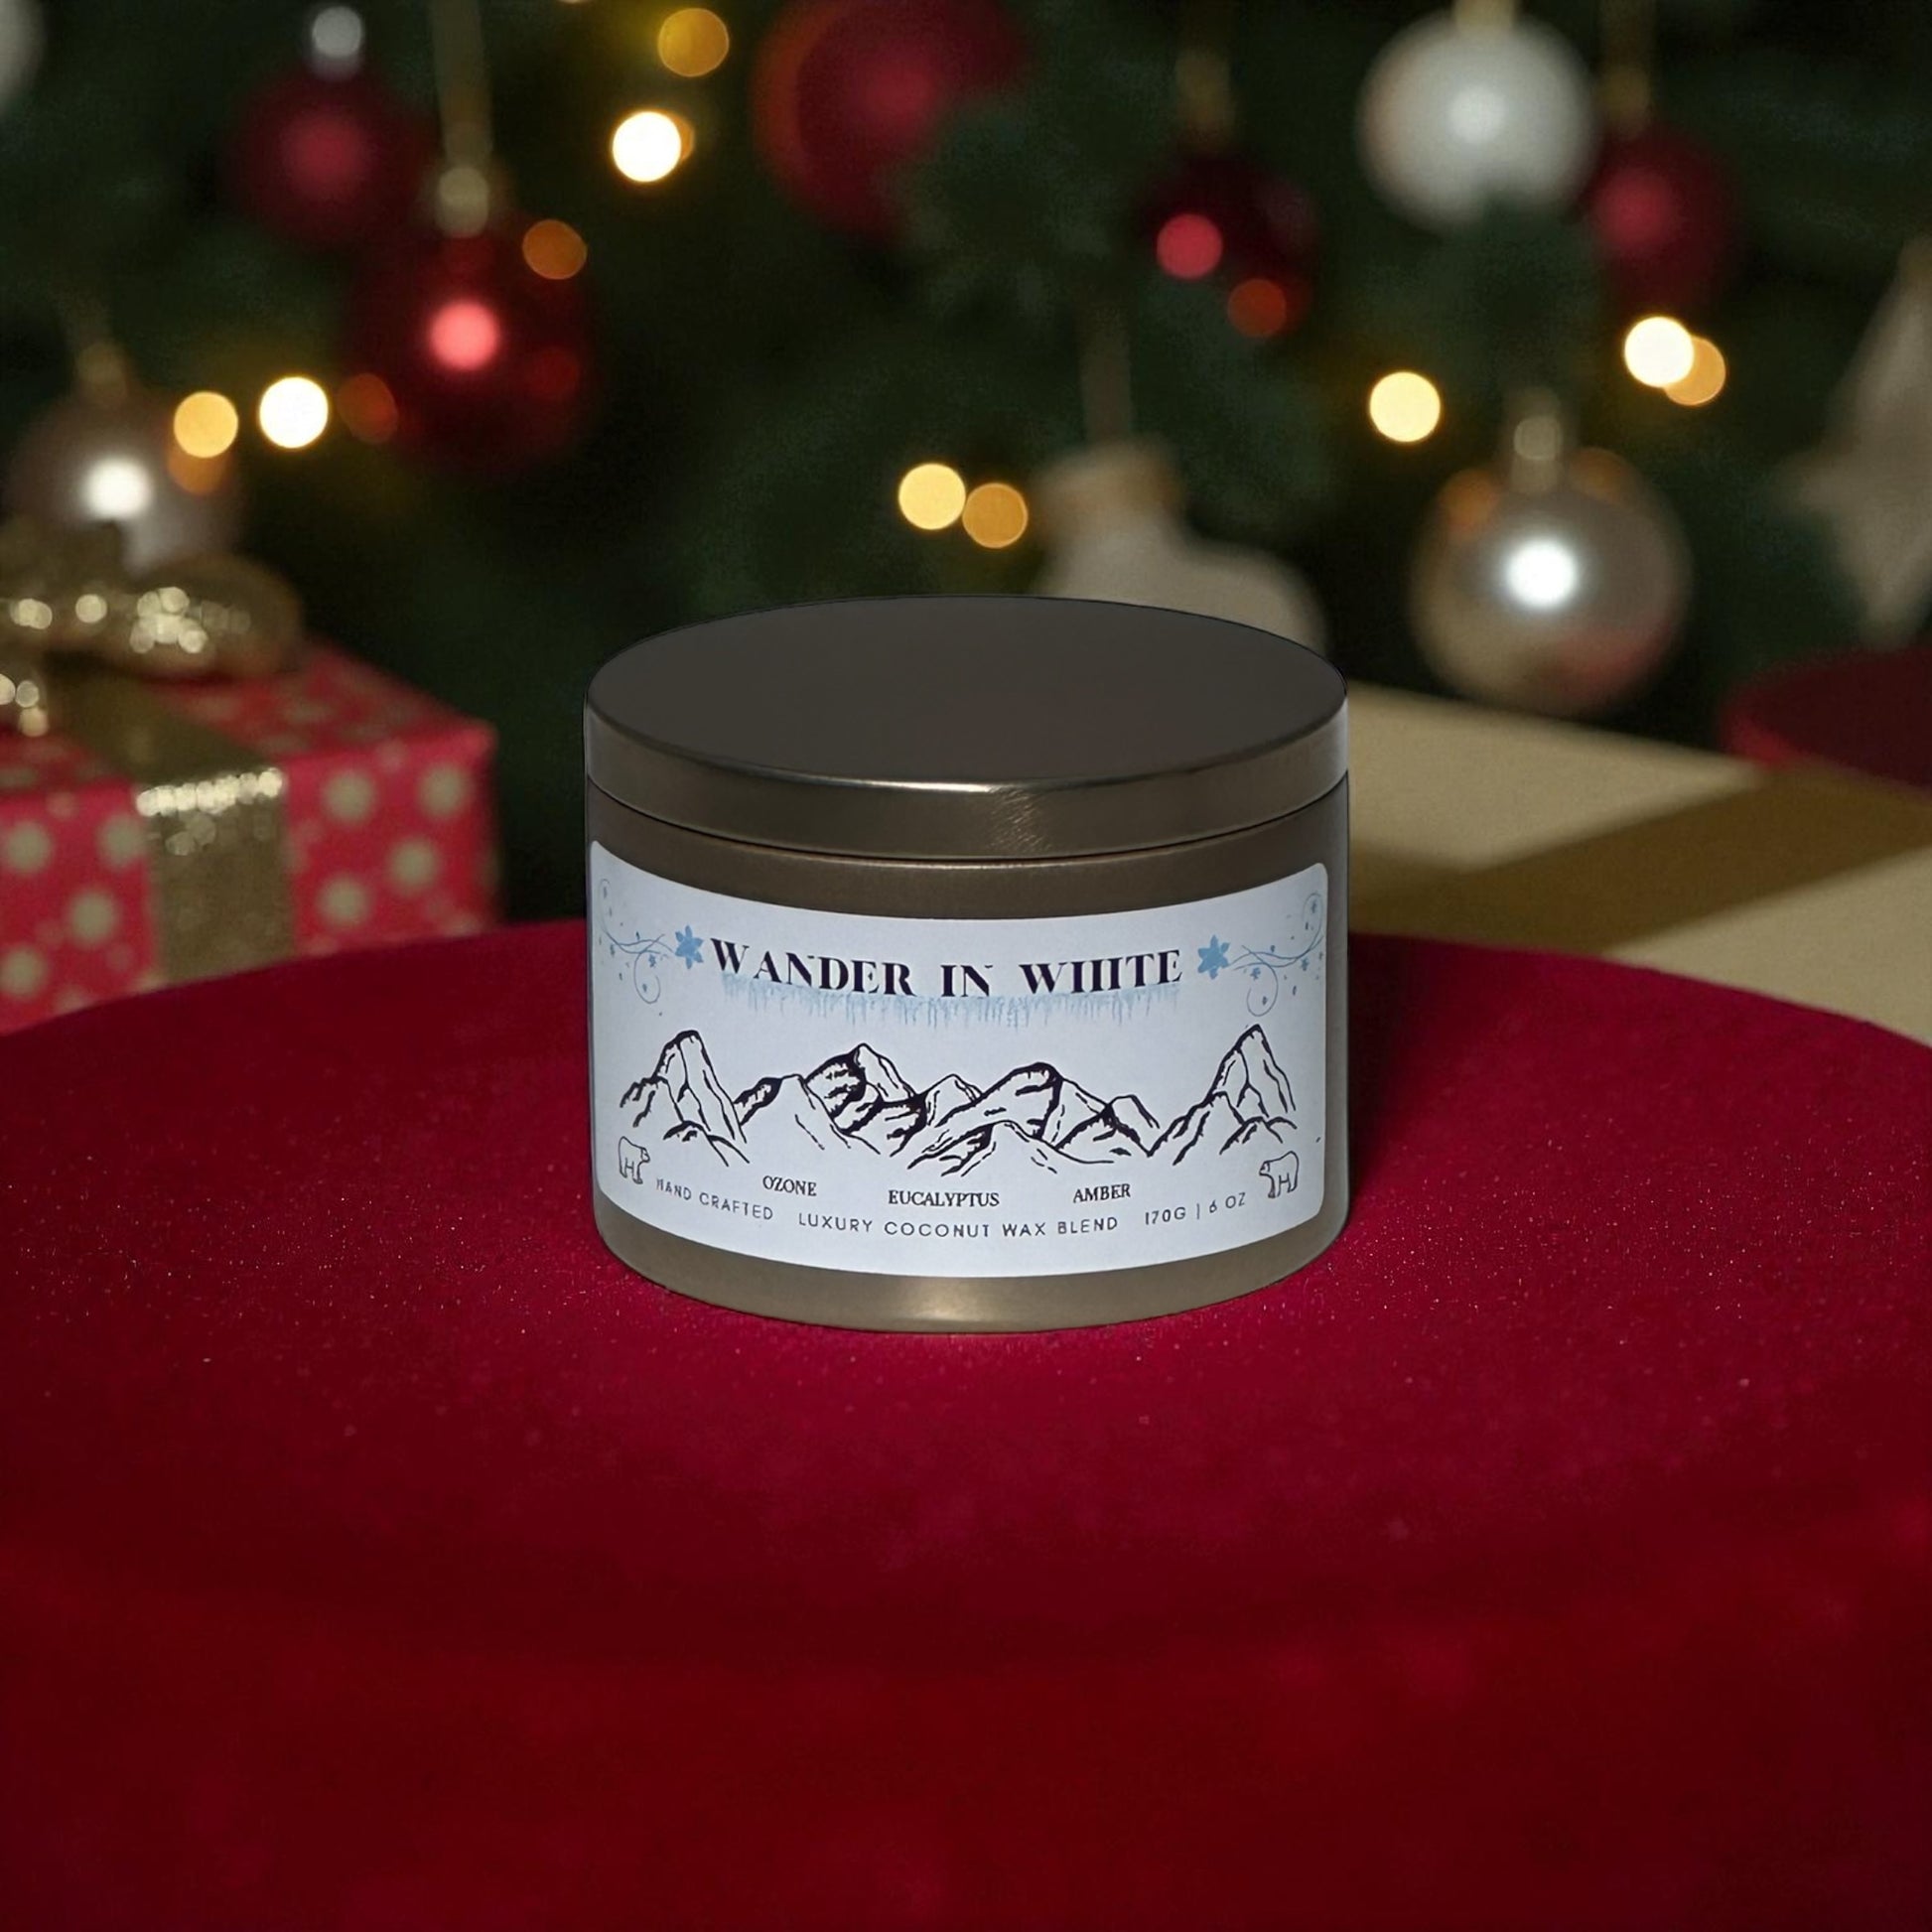 WANDER IN WHITE
OZONE EUCALYPTUS AMBER
HAND CRAFTED LUXURY COCONUT WAX BLEND 170G | 6 OZ